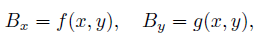 B_x = f(x, y), B_y = g(x, y),